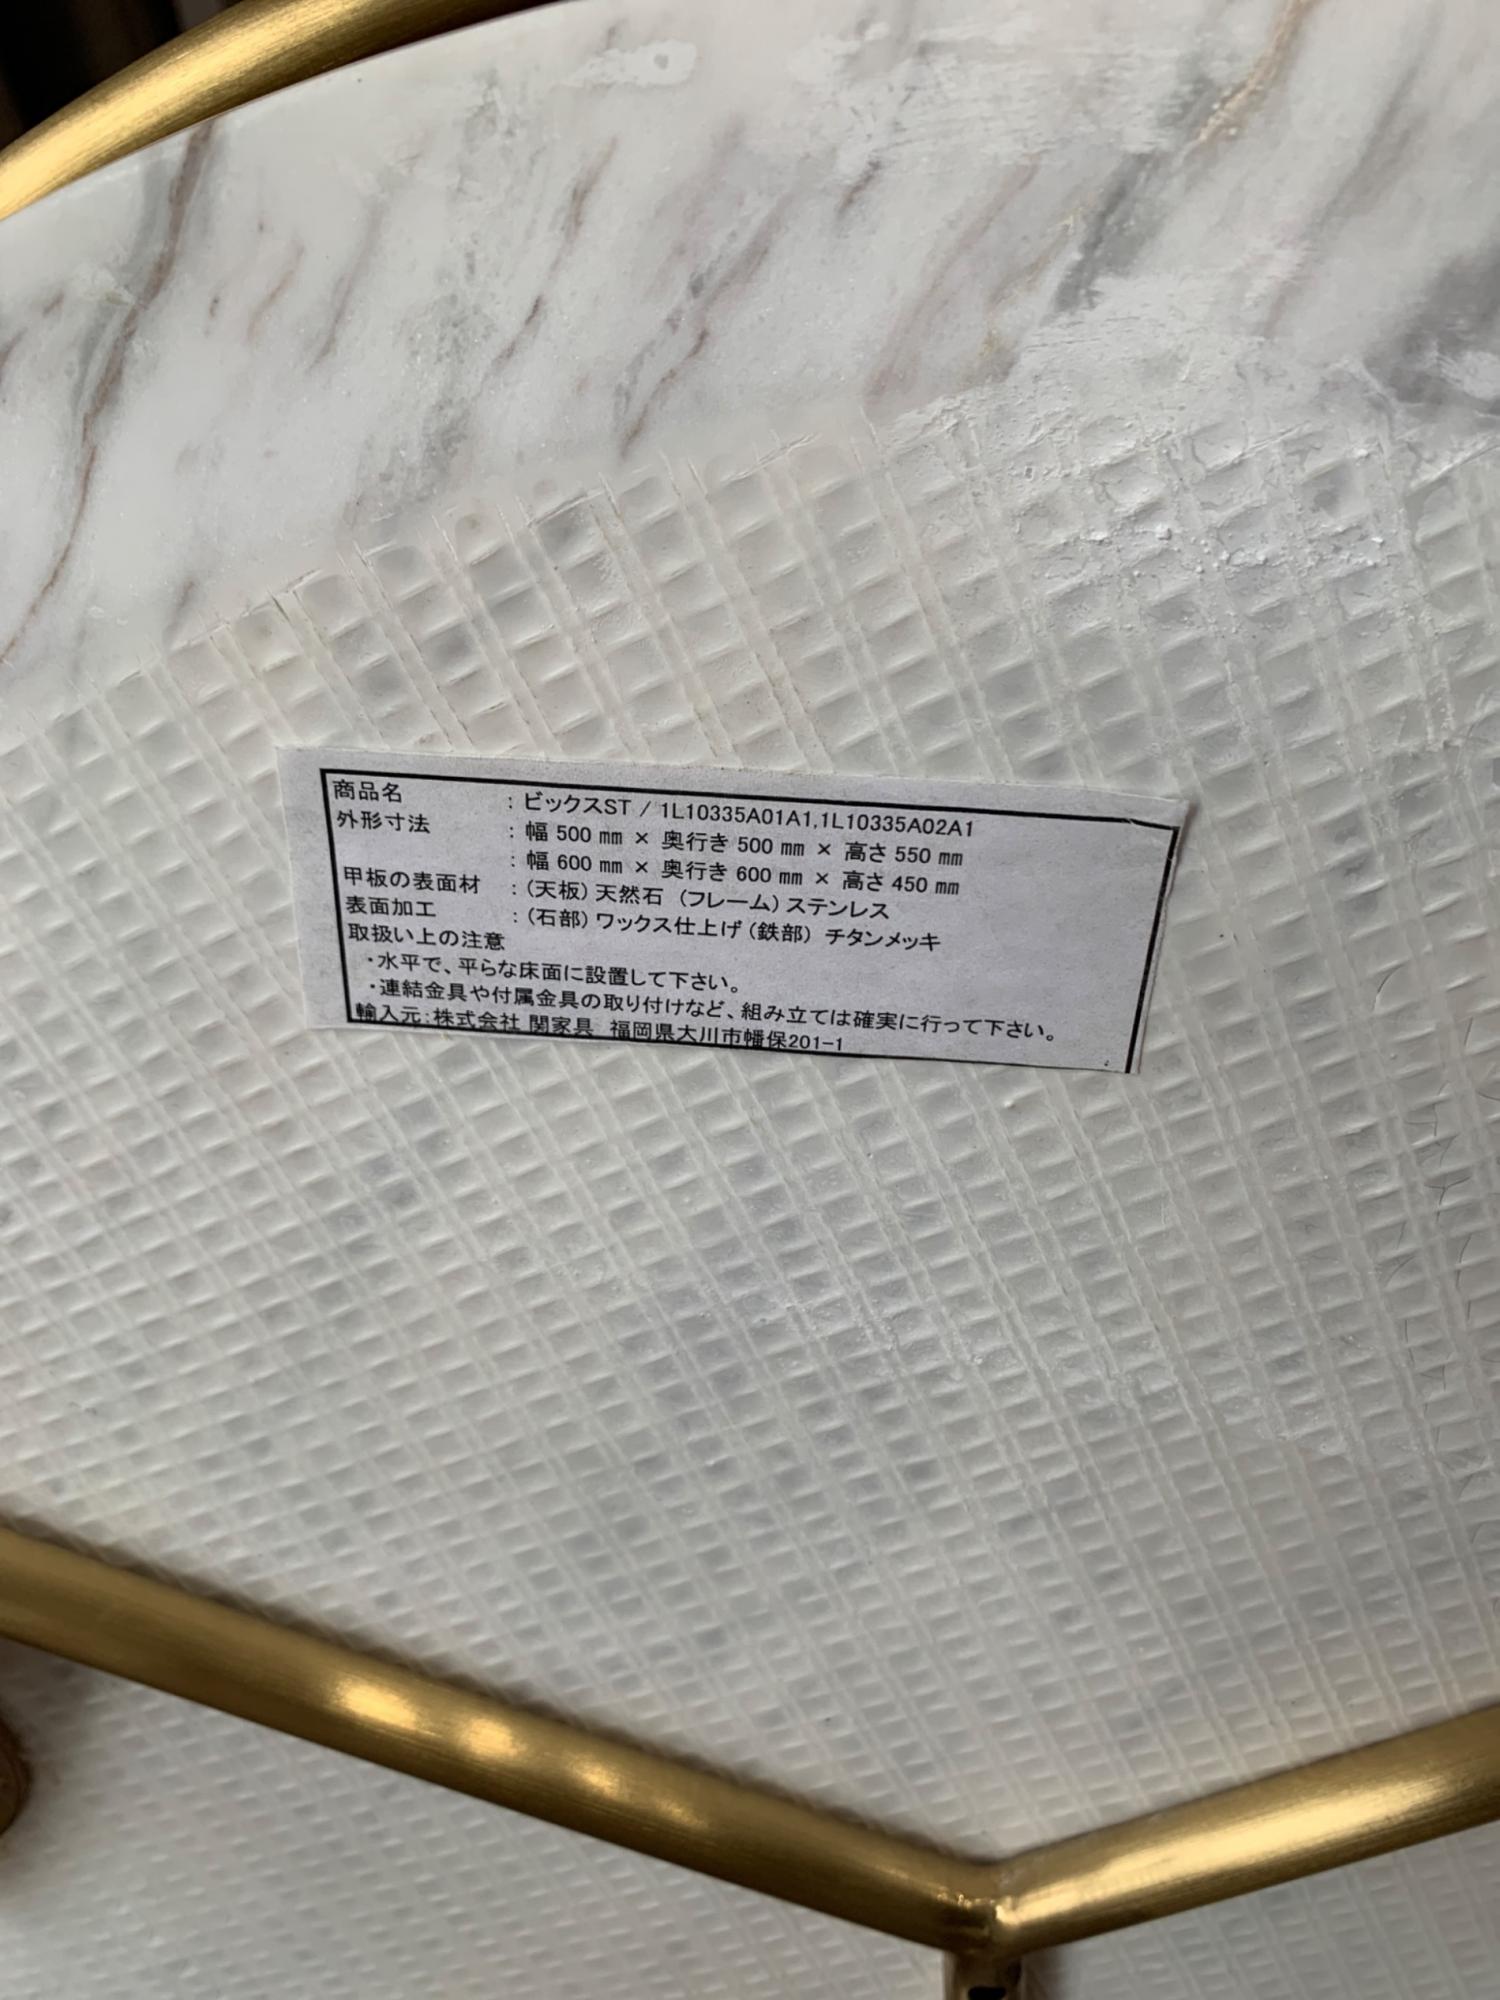 商品名 : ビックスST / 1L10335A01A1,1L10335A02A1
外形寸法 : 幅 500 ㎜ × 奥行き 500 ㎜ × 高さ 550 ㎜
: 幅 600 ㎜ × 奥行き 600 ㎜ × 高さ 450 ㎜
甲板の表面材 : (天板) 天然石 (フレーム) ステンレス
表面加工 : (石部) ワックス仕上げ (鉄部) チタンメッキ
取扱い上の注意
・水平で、平らな床面に設置して下さい。
・連結金具や付属金具の取り付けなど、組み立ては確実に行って下さい。
輸入元:株式会社 関家具 福岡県大川市幡保201-1